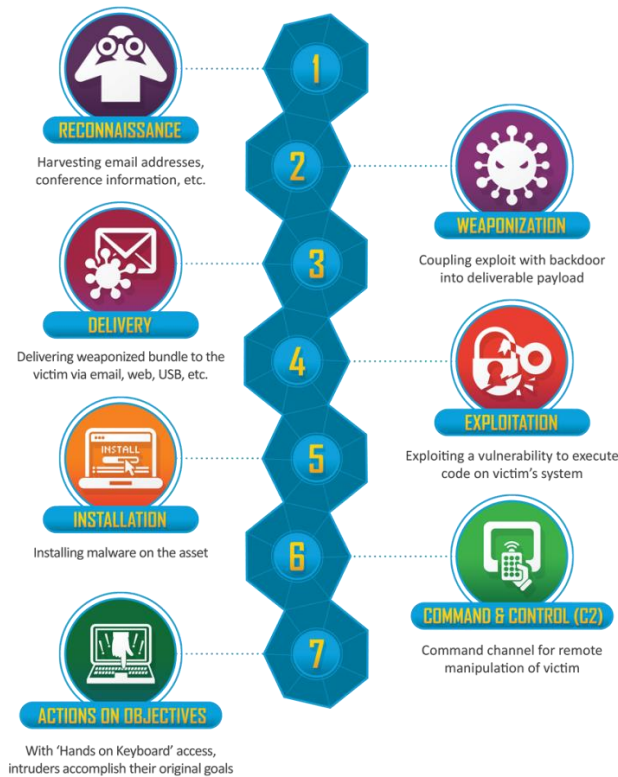 1
RECONNAISSANCE
Harvesting email addresses,
conference information, etc.
2
WEAPONIZATION
Coupling exploit with backdoor
into deliverable payload
3
DELIVERY
Delivering weaponized bundle to the
victim via email, web, USB, etc.
4
EXPLOITATION
Exploiting a vulnerability to execute
code on victim's system
5
INSTALL
INSTALLATION
Installing malware on the asset
6
COMMAND & CONTROL (C2)
Command channel for remote
manipulation of victim
7
ACTIONS ON OBJECTIVES
With ‘Hands on Keyboard’ access,
intruders accomplish their original goals